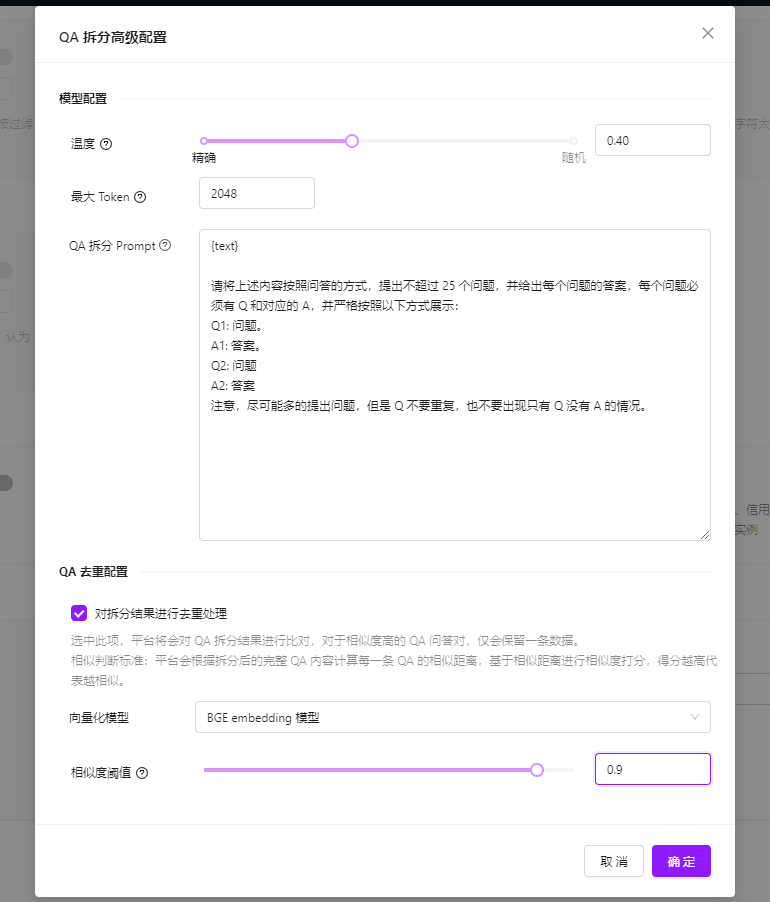 QA 拆分高级配置
模型配置
温度
0.40
精确
随机
最大 Token
2048
QA 拆分 Prompt
{text}
请将上述内容按照问答的方式，提出不超过 25 个问题，并给出每个问题的答案，每个问题必
须有 Q 和对应的 A，并严格按照以下方式展示：
Q1: 问题。
A1: 答案。
Q2: 问题
A2: 答案
注意，尽可能多的提出问题，但是 Q 不要重复，也不要出现只有 Q 没有 A 的情况。
QA 去重配置
对拆分结果进行去重处理
选中此项，平台将会对 QA 拆分结果进行比对，对于相似度高的 QA 问答对，仅会保留一条数据。
相似判断标准：平台会根据拆分后的完整 QA 内容计算每一条 QA 的相似距离，基于相似距离进行相似度打分，得分越高代
表越相似。
向量化模型
BGE embedding 模型
相似度阈值
0.9
取 消
确 定
被过滤
字符大
认为
、信用
实例